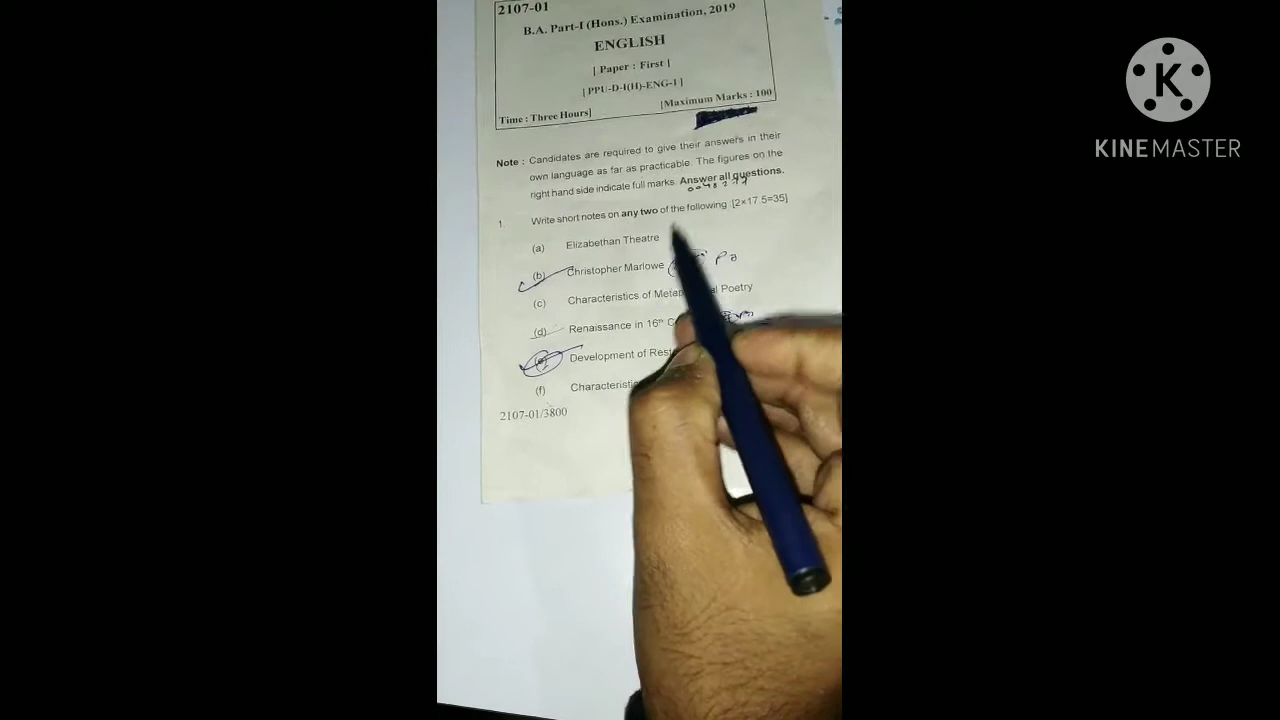 2107-01
B.A. Part-I (Hons.) Examination, 2019
ENGLISH
[ Paper : First ]
[ PPU-D-I(H)-ENG-1 ]
Time : Three Hours]
[Maximum Marks : 100
Note : Candidates are required to give their answers in their
own language as far as practicable. The figures on the
right hand side indicate full marks. Answer all questions.
1. Write short notes on any two of the following :[2×17.5=35]
(a) Elizabethan Theatre
(b) Christopher Marlowe
(c) Characteristics of Poetry
(d) Renaissance in 16th
Development of
(f)
2107-01/3800
K
KINEMASTER